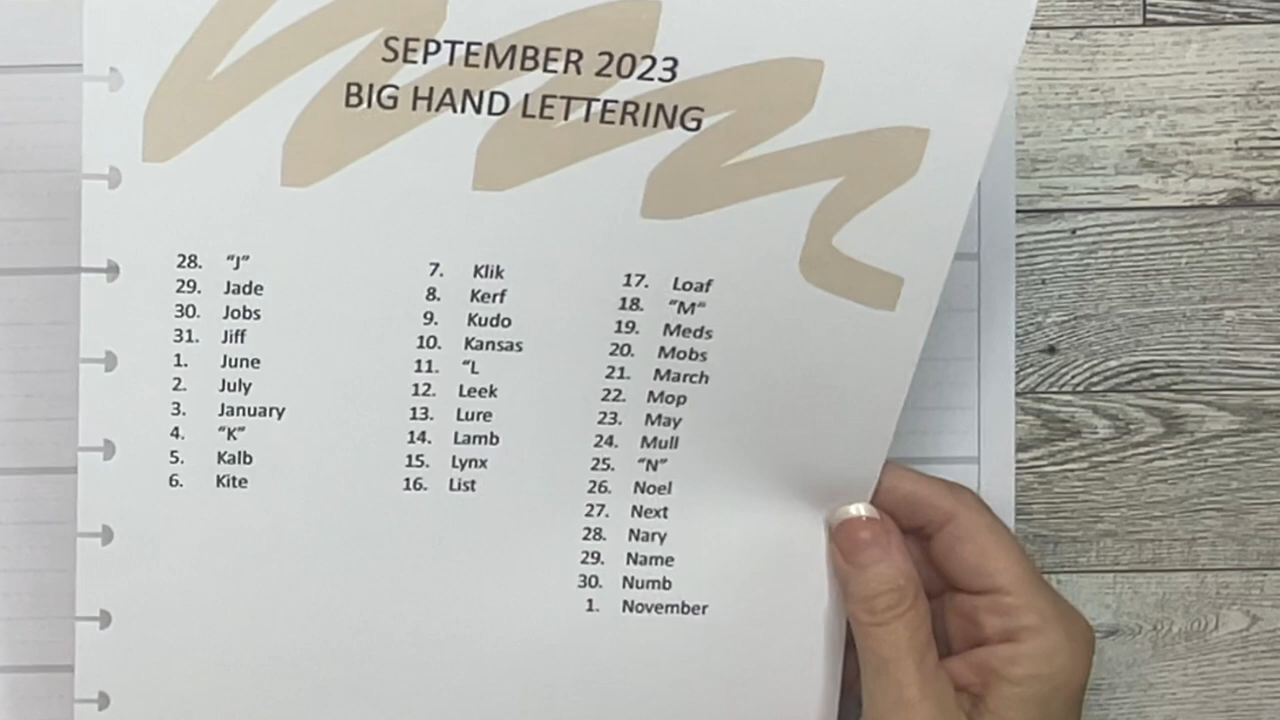 SEPTEMBER 2023
BIG HAND LETTERING
28. “J”
29. Jade
30. Jobs
31. Jiff
1. June
2. July
3. January
4. “K”
5. Kalb
6. Kite
7. Klik
8. Kerf
9. Kudo
10. Kansas
11. “L
12. Leek
13. Lure
14. Lamb
15. Lynx
16. List
17. Loaf
18. “M”
19. Meds
20. Mobs
21. March
22. Mop
23. May
24. Mull
25. “N”
26. Noel
27. Next
28. Nary
29. Name
30. Numb
1. November